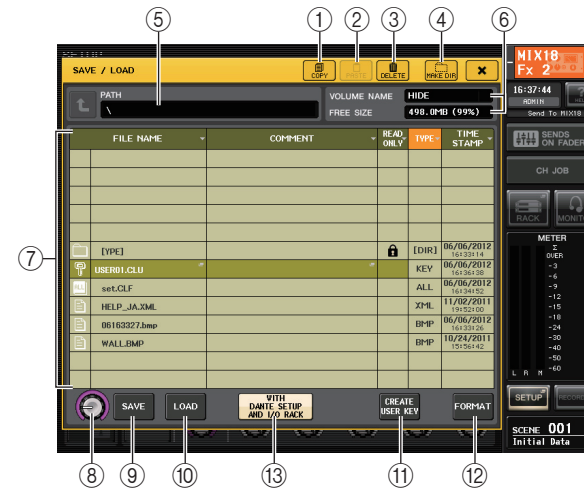 ⑤ ① ② ③ ④ ⑥
SAVE / LOAD
COPY
PASTE
DELETE
MAKE DIR
×
PATH
\
VOLUME NAME HIDE
FREE SIZE 498.0MB (99%)
FILE NAME COMMENT READ ONLY TYPE TIME STAMP
[YPE] [DIR] 06/06/2012 16:33:14
USER01.CLU KEY 06/06/2012 16:36:38
ALL set.CLF ALL 06/06/2012 16:34:52
HELP_JA.XML XML 11/02/2011 19:52:00
06163327.bmp BMP 06/06/2012 16:33:26
WALL.BMP BMP 10/24/2011 15:56:42
⑦
SAVE
LOAD
WITH
DANTE SETUP
AND I/O RACK
CREATE
USER KEY
FORMAT
⑧ ⑨ ⑩ ⑬ ⑪ ⑫
MIX18
Fx 2
16:37:44
ADMIN
Send To MIX18
SENDS
ON FADER
CH JOB
RACK
MONITO
METER
Σ
OVER
-3
-6
-9
-12
-15
-18
-24
-30
-40
-50
-60
L R M
SETUP
RECORD
SCENE 001
Initial Data